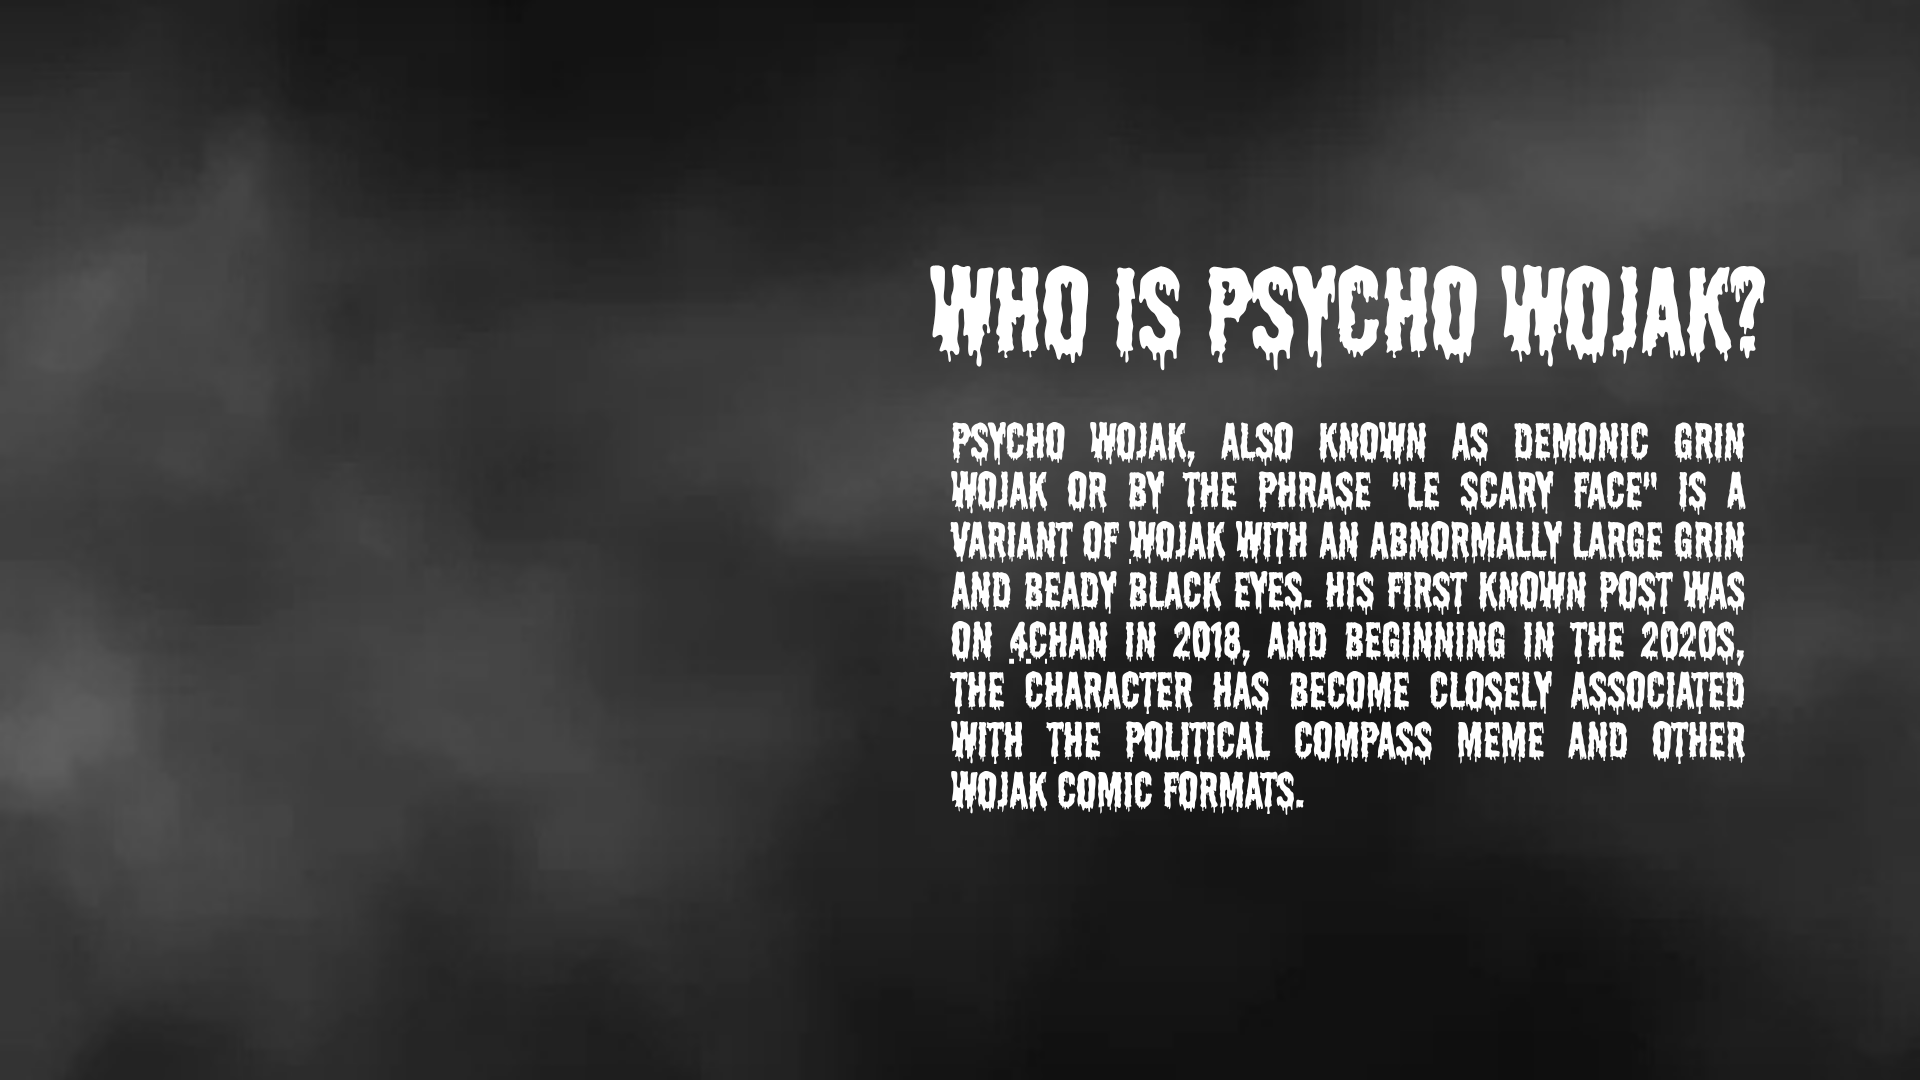 WHO IS PSYCHO WOJAK?
PSYCHO WOJAK, ALSO KNOWN AS DEMONIC GRIN
WOJAK OR BY THE PHRASE "LE SCARY FACE" IS A
VARIANT OF WOJAK WITH AN ABNORMALLY LARGE GRIN
AND BEADY BLACK EYES. HIS FIRST KNOWN POST WAS
ON 4CHAN IN 2018, AND BEGINNING IN THE 2020S,
THE CHARACTER HAS BECOME CLOSELY ASSOCIATED
WITH THE POLITICAL COMPASS MEME AND OTHER
WOJAK COMIC FORMATS.